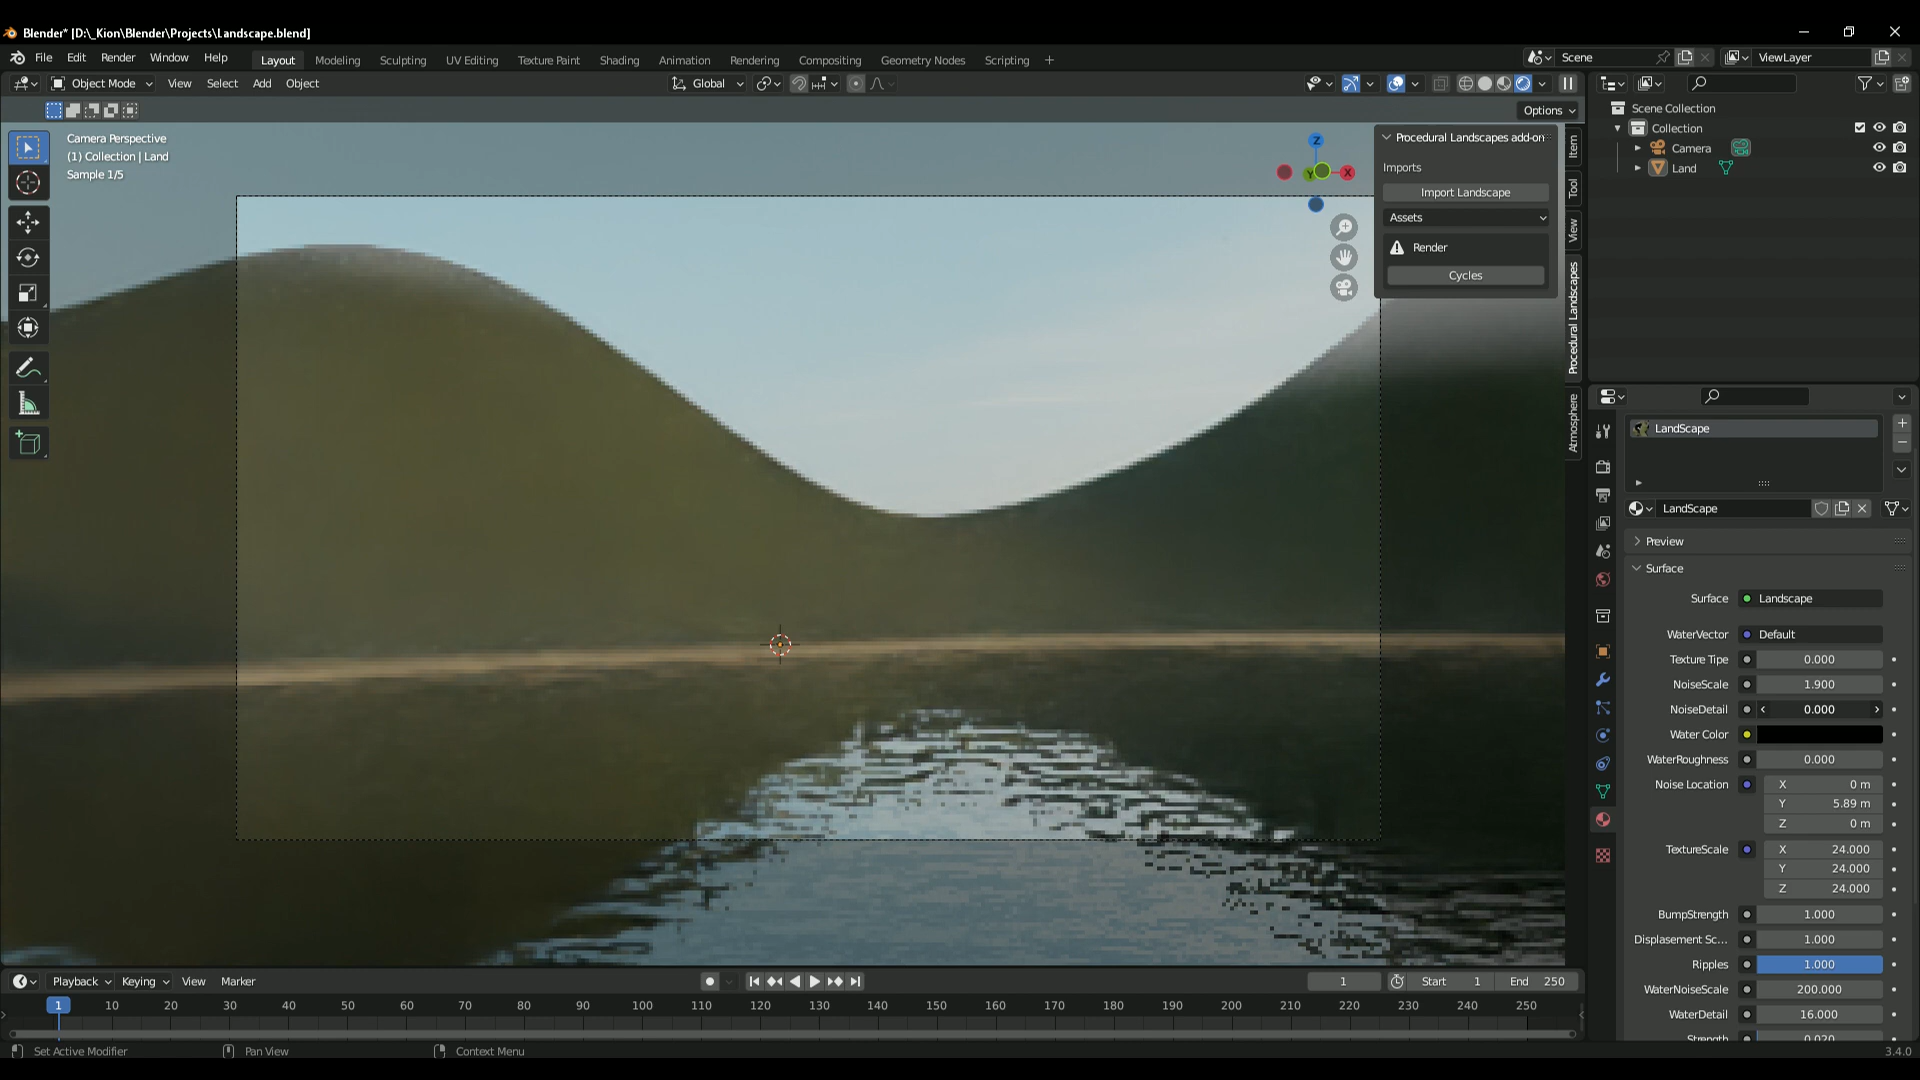 Blender* [D:\_Kion\Blender\Projects\Landscape.blend]
File Edit Render Window Help Layout Modeling Sculpting UV Editing Texture Paint Shading Animation Rendering Compositing Geometry Nodes Scripting + Scene ViewLayer
Object Mode View Select Add Object Global
Options
Camera Perspective
(1) Collection | Land
Sample 1/5
Z
Y
X
Procedural Landscapes add-on
Imports
Import Landscape
Assets
Render
Cycles
Item
Tool
View
Procedural Landscapes
Atmosphere
Scene Collection
Collection
Camera
Land
LandScape
LandScape
Preview
Surface
Surface Landscape
WaterVector Default
Texture Tipe 0.000
NoiseScale 1.900
NoiseDetail 0.000
Water Color
WaterRoughness 0.000
Noise Location X 0 m
Y 5.89 m
Z 0 m
TextureScale X 24.000
Y 24.000
Z 24.000
BumpStrength 1.000
Displasement Sc... 1.000
Ripples 1.000
WaterNoiseScale 200.000
WaterDetail 16.000
Strength 0.020
Playback Keying View Marker 1 Start 1 End 250
1 10 20 30 40 50 60 70 80 90 100 110 120 130 140 150 160 170 180 190 200 210 220 230 240 250
Set Active Modifier Pan View Context Menu 3.4.0